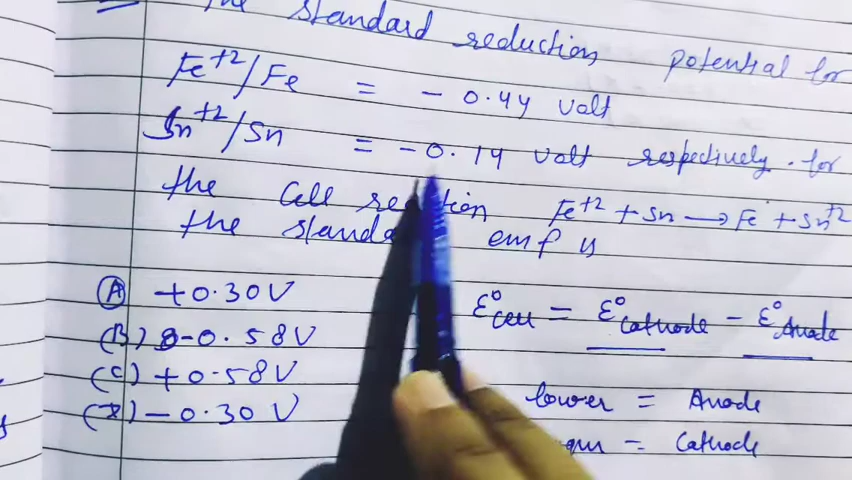 The standard reduction potential for
Fe⁺²/Fe = - 0.44 volt
Sn⁺²/Sn = -0.14 volt respectively. for
the Cell Fe⁺² + Sn → Fe + Sn⁺²
the emf is
(A) +0.30V
(B) -0.58V
(C) +0.58V
- 0.30 V
ε°cell = ε°Cathode - ε°Anode
lower = Anode
= Cathode